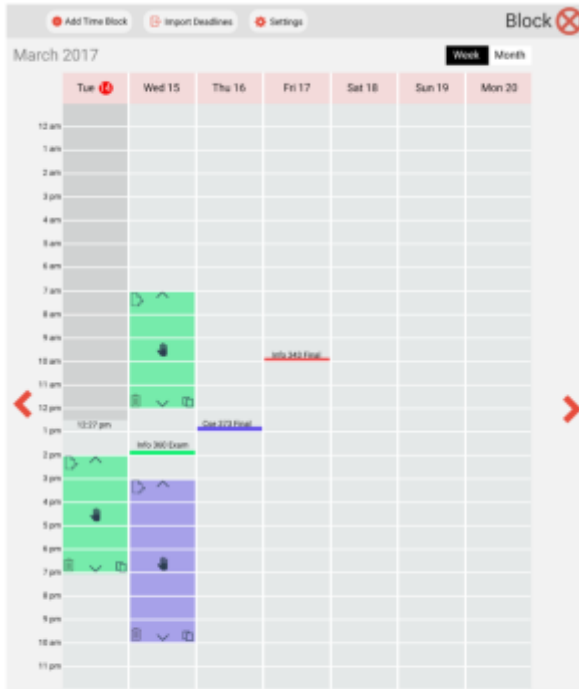 Add Time Block
Import Deadlines
Settings
Block
March 2017
Week
Month
Tue 14
Wed 15
Thu 16
Fri 17
Sat 18
Sun 19
Mon 20
12 am
1 am
2 am
3 pm
4 am
5 am
6 am
7 am
8 am
9 am
Info 343 Final
10 am
11 am
12 pm
12:27 pm
Cse 373 Final
1 pm
Info 360 Exam
2 pm
3 pm
4 pm
5 pm
6 pm
7 pm
8 pm
9 pm
10 am
11 pm